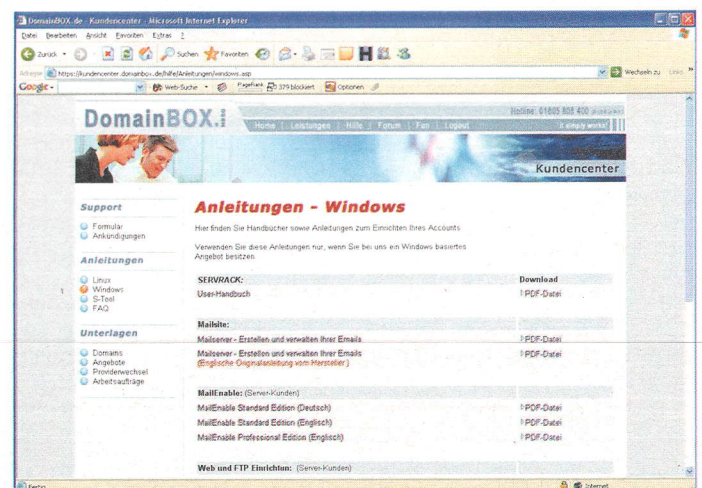 DomainBOX.de - Kundencenter - Microsoft Internet Explorer
Datei Bearbeiten Ansicht Favoriten Extras ?
Zurück Suchen Favoriten
Adresse https://kundencenter.domainbox.de/hilfe/Anleitungen/windows.asp Wechseln zu Links
Google Web-Suche PageRank 379 blockiert Optionen
DomainBOX.
Hotline: 01805 808 400
Home | Leistungen | Hilfe | Forum | Fan | Logout
it simply works!
Kundencenter
Support
Formular
Ankündigungen
Anleitungen
Linux
Windows
S-Tool
FAQ
Unterlagen
Domains
Angebote
Providerwechsel
Arbeitsaufträge
Anleitungen - Windows
Hier finden Sie Handbücher sowie Anleitungen zum Einrichten Ihres Accounts.
Verwenden Sie diese Anleitungen nur, wenn Sie bei uns ein Windows basiertes
Angebot besitzen.
SERVRACK: Download
User-Handbuch PDF-Datei
Mailsite:
Mailserver - Erstellen und verwalten Ihrer Emails PDF-Datei
Mailserver - Erstellen und verwalten Ihrer Emails PDF-Datei
(Englische Originalanleitung vom Hersteller )
MailEnable: (Server-Kunden)
MailEnable Standard Edition (Deutsch) PDF-Datei
MailEnable Standard Edition (Englisch) PDF-Datei
MailEnable Professional Edition (Englisch) PDF-Datei
Web und FTP Einrichtun: (Server-Kunden)
Fertig Internet